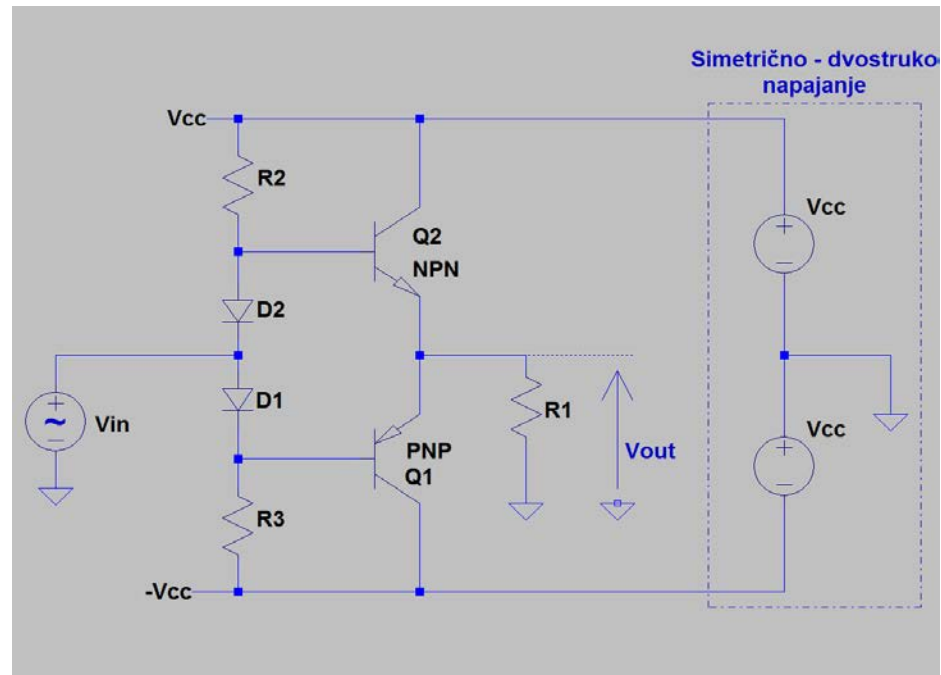 Simetrično - dvostruko
napajanje
Vcc
R2
Vcc
Q2
NPN
D2
D1
Vin
R1
Vout
Vcc
PNP
Q1
R3
-Vcc